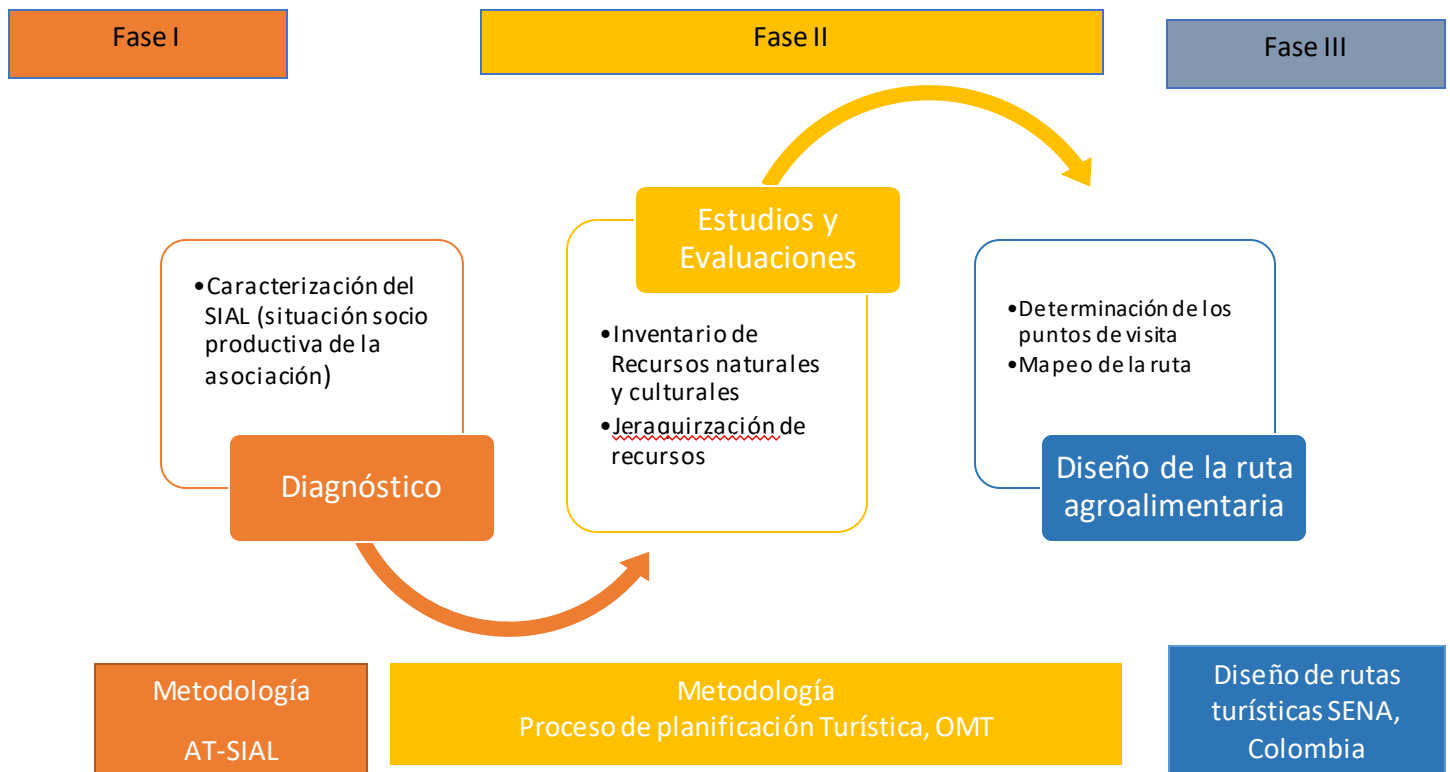 Fase I
Fase II
Fase III
•Caracterización del
SIAL (situación socio
productiva de la
asociación)
Diagnóstico
Estudios y
Evaluaciones
•Inventario de
Recursos naturales
y culturales
•Jeraquirzación de
recursos
•Determinación de los
puntos de visita
•Mapeo de la ruta
Diseño de la ruta
agroalimentaria
Metodología
AT-SIAL
Metodología
Proceso de planificación Turística, OMT
Diseño de rutas
turísticas SENA,
Colombia